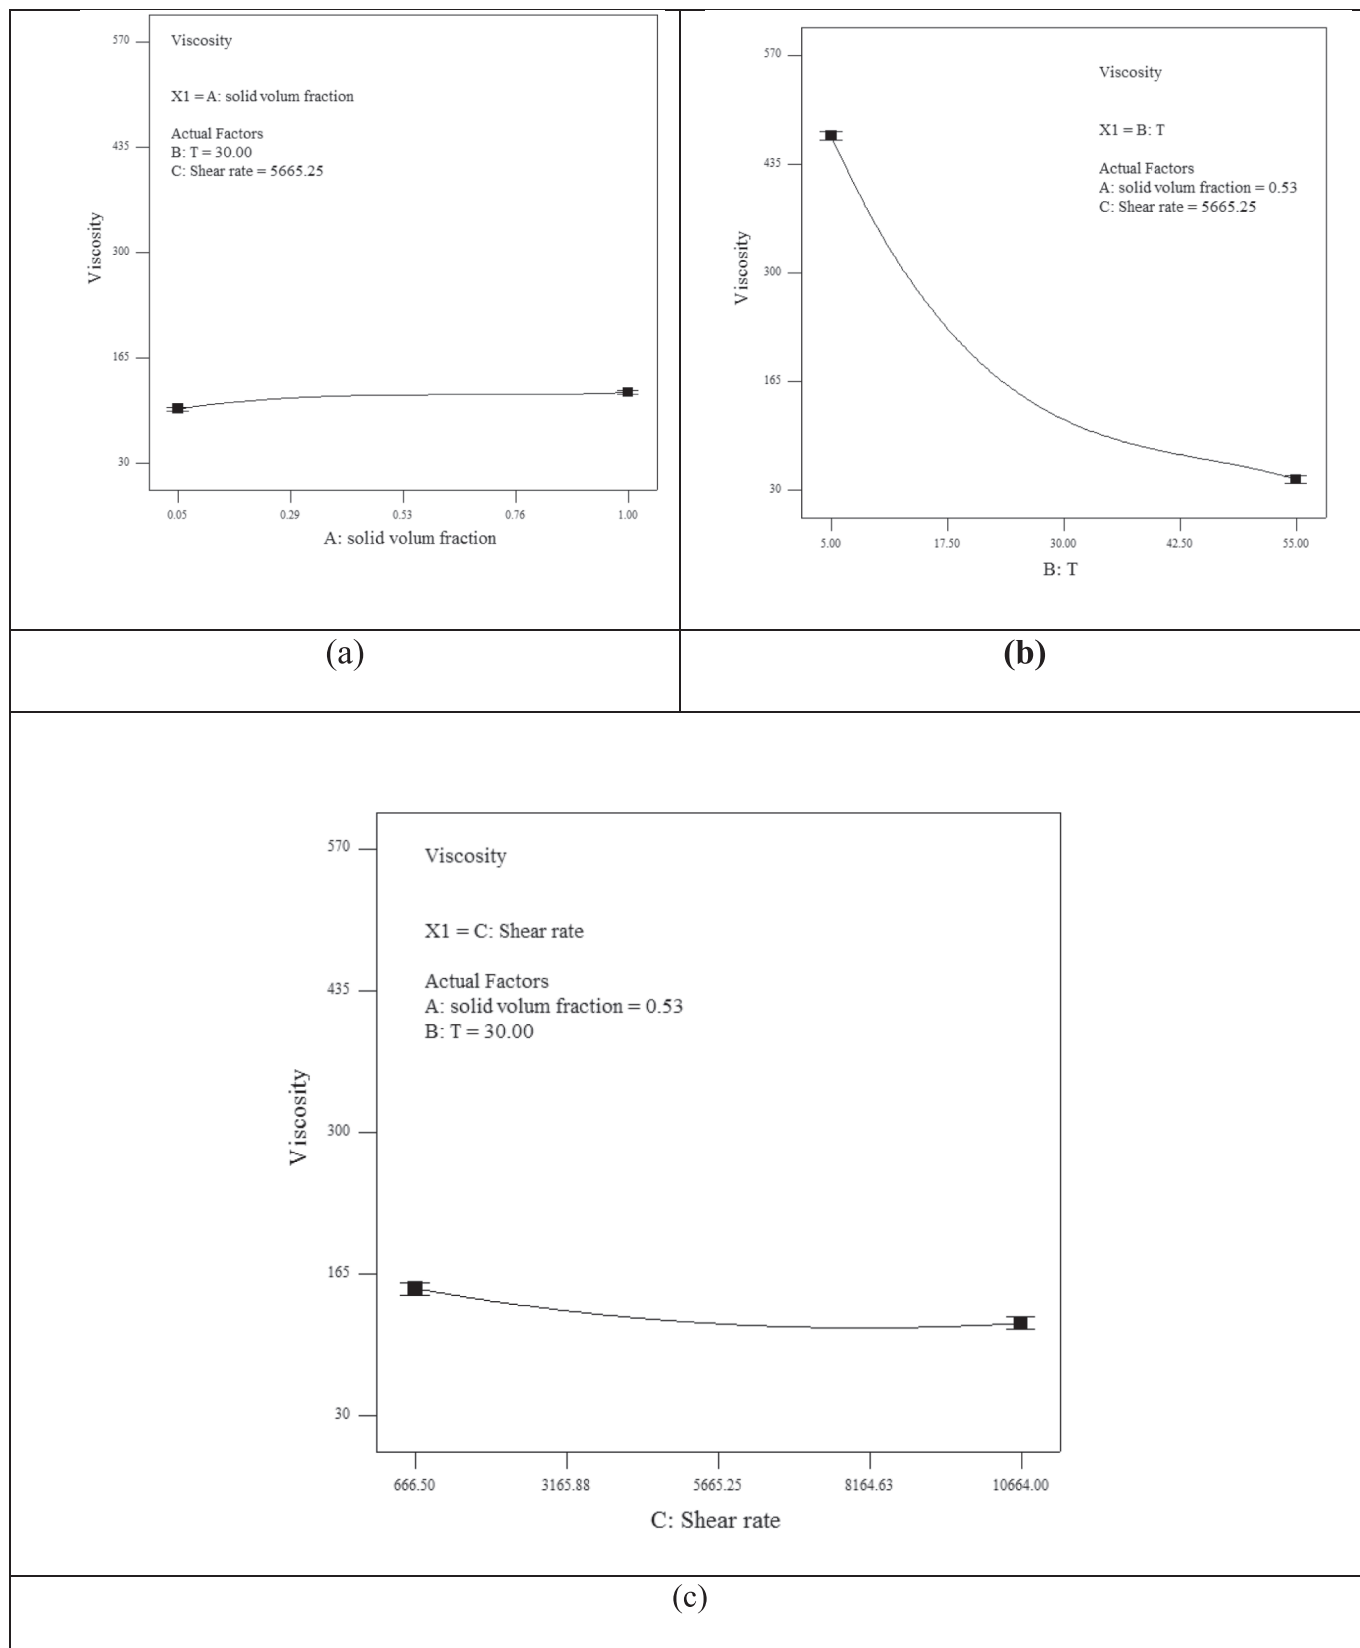 570
Viscosity
X1 = A: solid volum fraction
Actual Factors
B: T = 30.00
C: Shear rate = 5665.25
435
300
165
30
Viscosity
0.05 0.29 0.53 0.76 1.00
A: solid volum fraction
(a)
570
Viscosity
X1 = B: T
Actual Factors
A: solid volum fraction = 0.53
C: Shear rate = 5665.25
435
300
165
30
Viscosity
5.00 17.50 30.00 42.50 55.00
B: T
(b)
570
Viscosity
X1 = C: Shear rate
Actual Factors
A: solid volum fraction = 0.53
B: T = 30.00
435
300
165
30
Viscosity
666.50 3165.88 5665.25 8164.63 10664.00
C: Shear rate
(c)